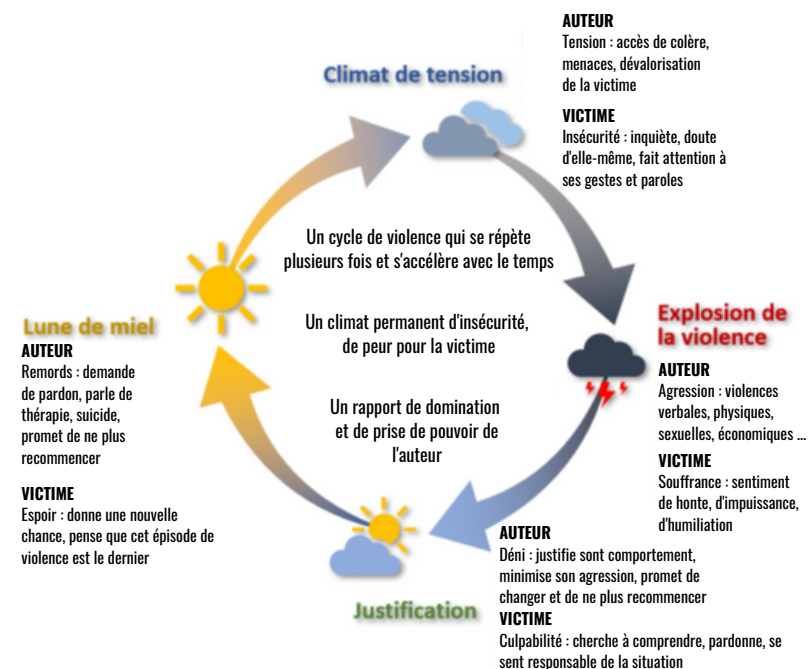 Climat de tension
AUTEUR
Tension : accès de colère,
menaces, dévalorisation
de la victime
VICTIME
Insécurité : inquiète, doute
d'elle-même, fait attention à
ses gestes et paroles
Explosion de
la violence
AUTEUR
Agression : violences
verbales, physiques,
sexuelles, économiques ...
VICTIME
Souffrance : sentiment
de honte, d'impuissance,
d'humiliation
Justification
AUTEUR
Déni : justifie sont comportement,
minimise son agression, promet de
changer et de ne plus recommencer
VICTIME
Culpabilité : cherche à comprendre, pardonne, se
sent responsable de la situation
Lune de miel
AUTEUR
Remords : demande
de pardon, parle de
thérapie, suicide,
promet de ne plus
recommencer
VICTIME
Espoir : donne une nouvelle
chance, pense que cet épisode de
violence est le dernier
Un cycle de violence qui se répète
plusieurs fois et s'accélère avec le temps
Un climat permanent d'insécurité,
de peur pour la victime
Un rapport de domination
et de prise de pouvoir de
l'auteur